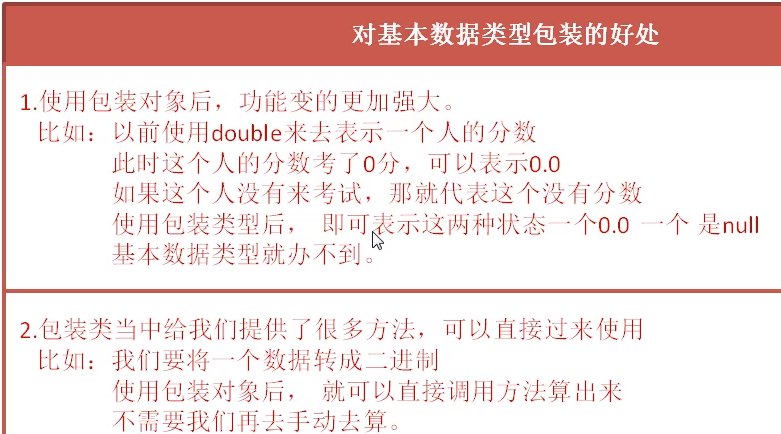 对基本数据类型包装的好处
1.使用包装对象后，功能变的更加强大。
比如：以前使用double来去表示一个人的分数
此时这个人的分数考了0分，可以表示0.0
如果这个人没有来考试，那就代表这个没有分数
使用包装类型后， 即可表示这两种状态一个0.0 一个 是null
基本数据类型就办不到。
2.包装类当中给我们提供了很多方法，可以直接过来使用
比如：我们要将一个数据转成二进制
使用包装对象后， 就可以直接调用方法算出来
不需要我们再去手动去算。